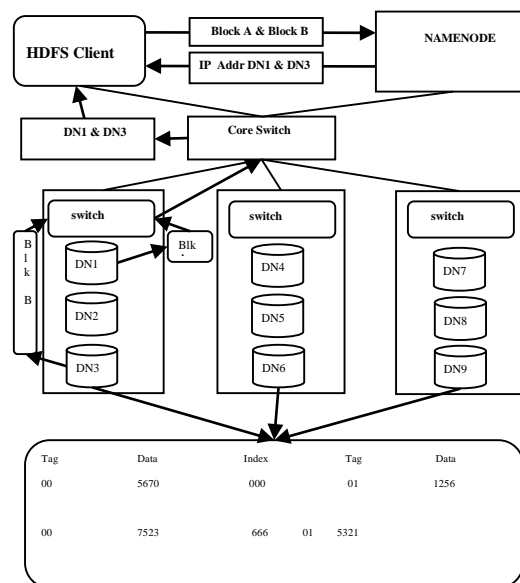 HDFS Client
Block A & Block B
NAMENODE
IP Addr DN1 & DN3
DN1 & DN3
Core Switch
switch
switch
switch
Blk B
Blk
DN1
DN2
DN3
DN4
DN5
DN6
DN7
DN8
DN9
Tag Data Index Tag Data
00 5670 000 01 1256
00 7523 666 01 5321